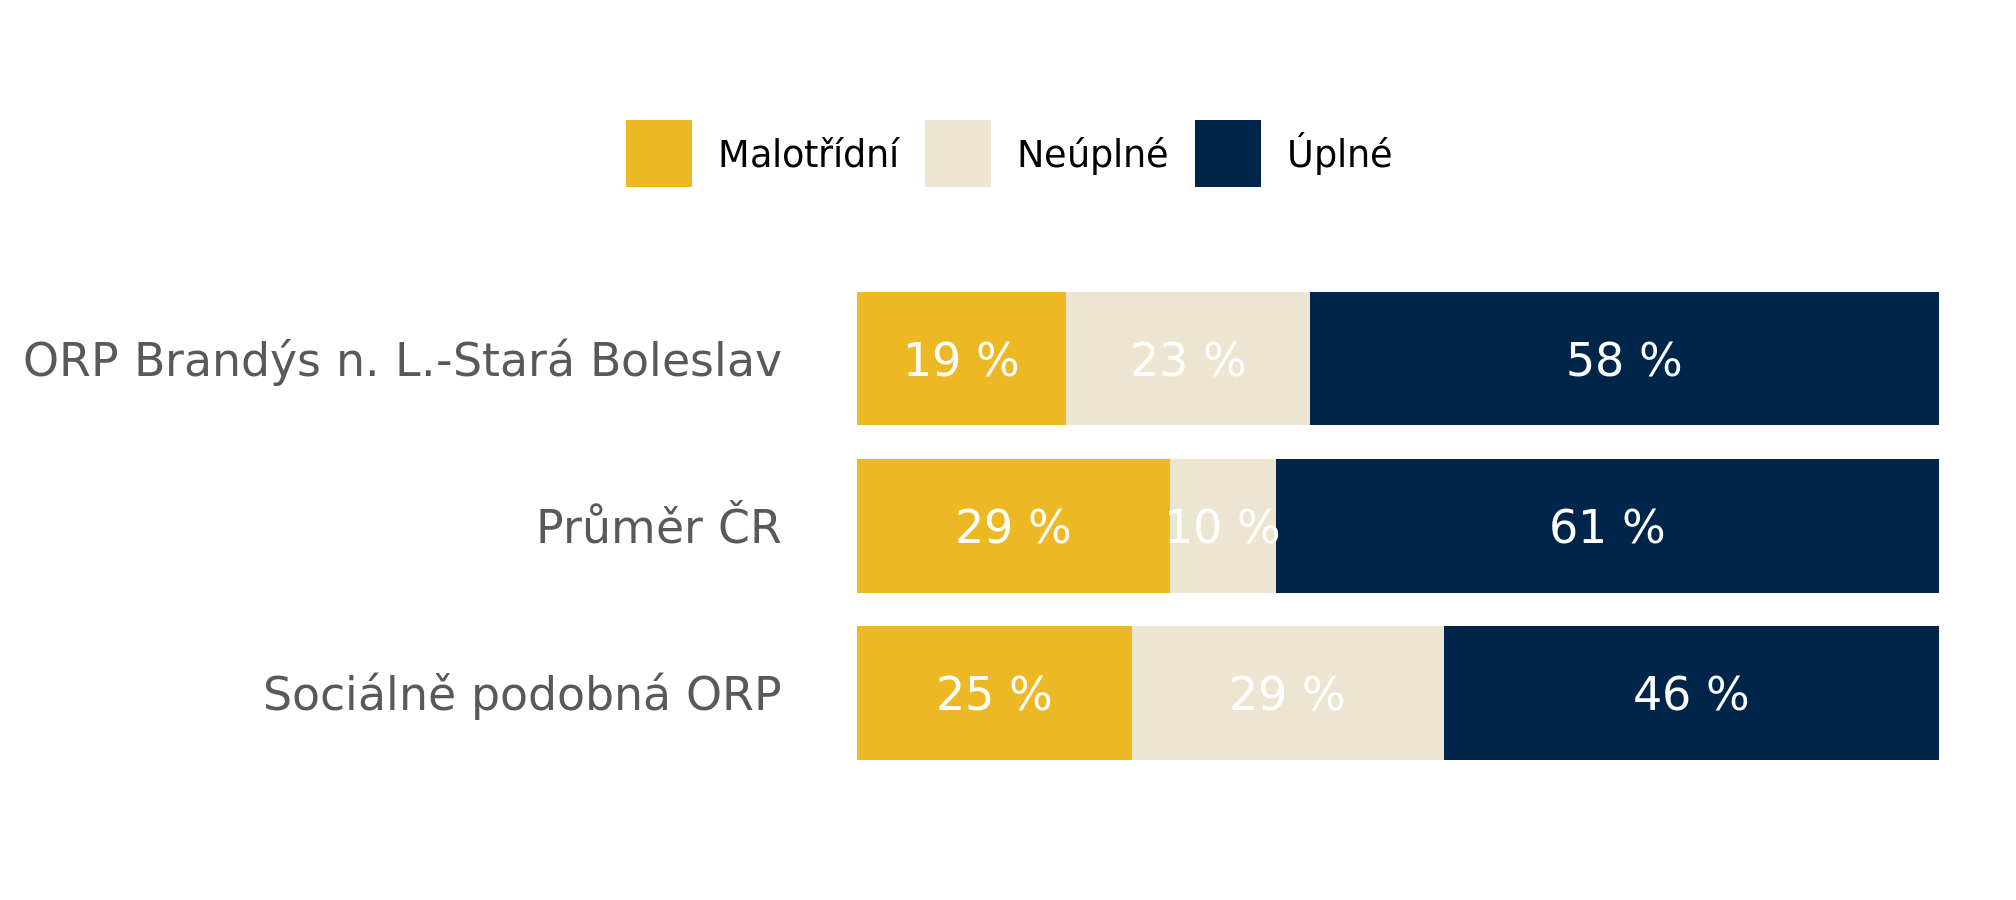 Malotřídní Neúplné Úplné
ORP Brandýs n. L.-Stará Boleslav 19 % 23 % 58 %
Průměr ČR 29 % 10 % 61 %
Sociálně podobná ORP 25 % 29 % 46 %